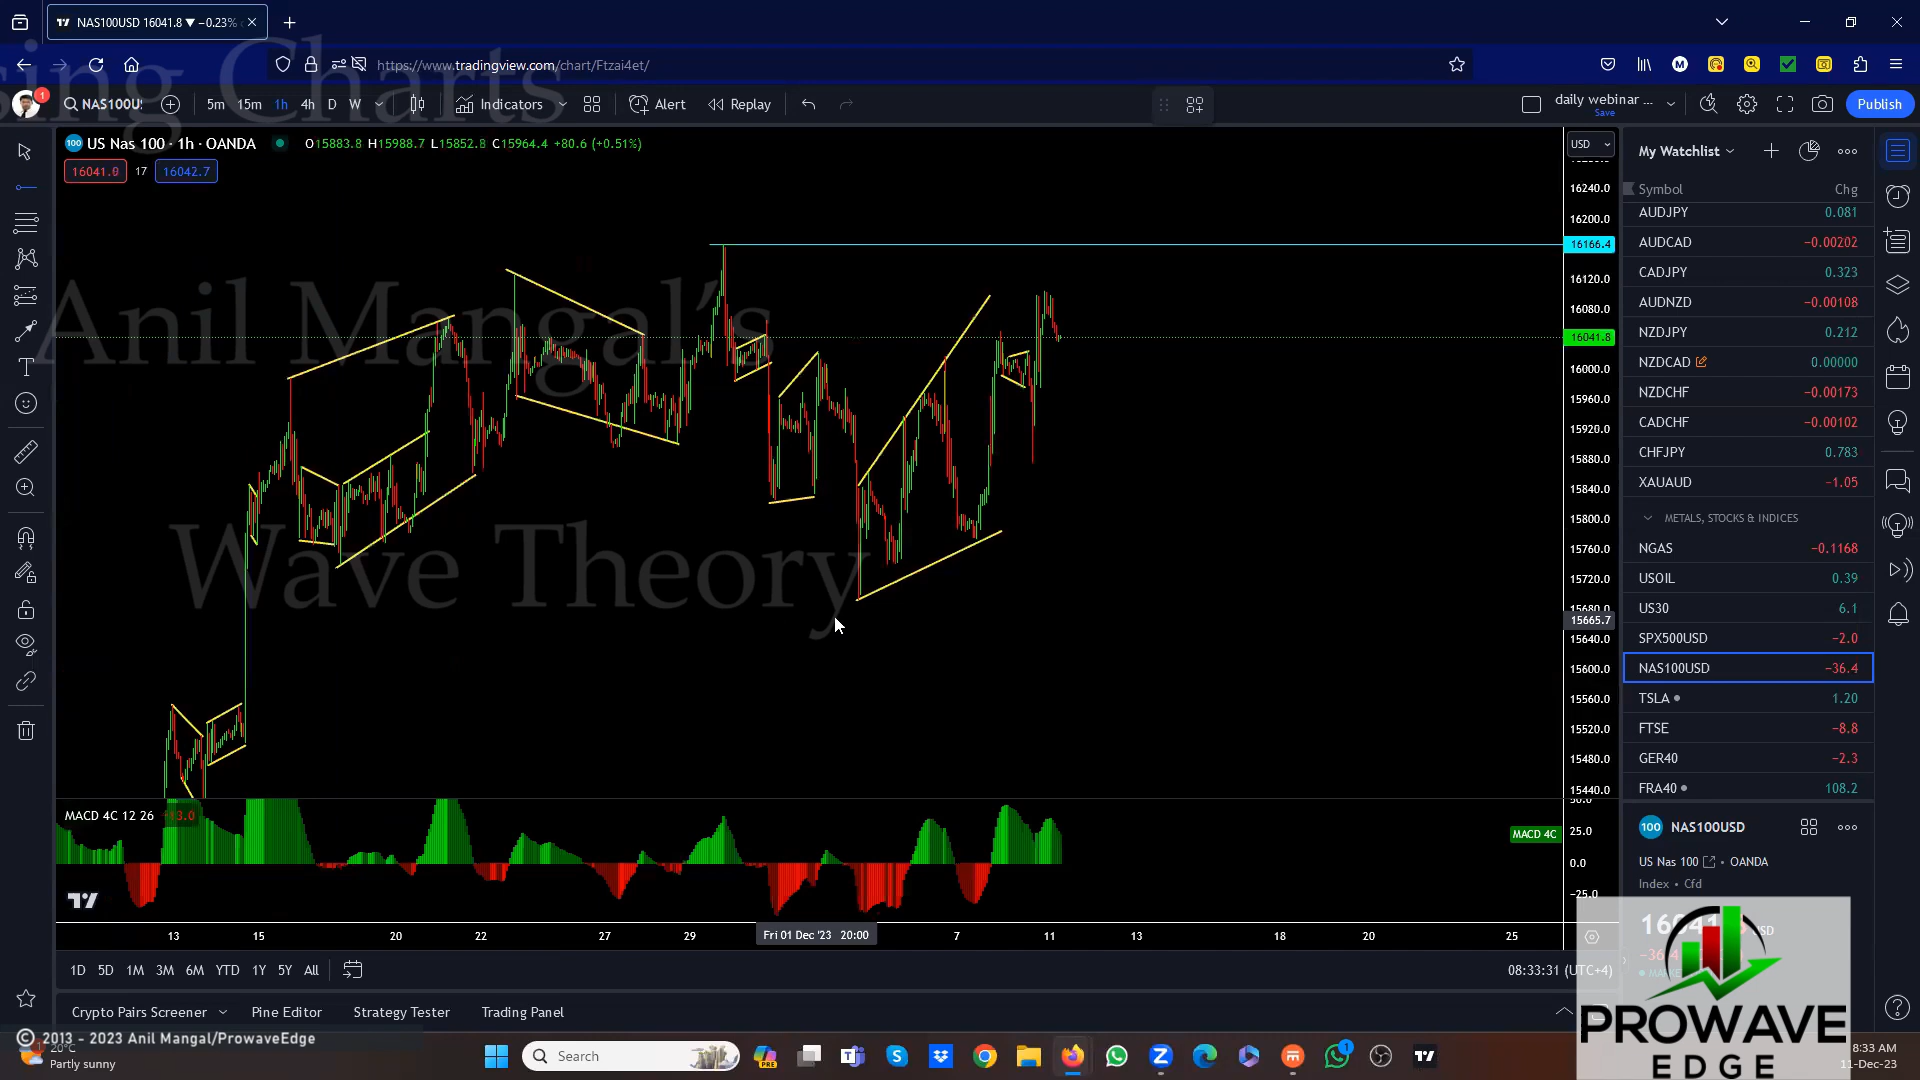 NAS100USD 16041.8 ▼ −0.23%
https://www.tradingview.com/chart/Ftzai4et/
sing Charts
1
NAS100U
5m 15m 1h 4h D W
Indicators
Alert
Replay
daily webinar ...
Save
Publish
100 US Nas 100 · 1h · OANDA
O15883.8 H15988.7 L15852.8 C15964.4 +80.6 (+0.51%)
16041.0 17 16042.7
USD
16240.0
16200.0
16166.4
16120.0
16080.0
16041.8
16000.0
15960.0
15920.0
15880.0
15840.0
15800.0
15760.0
15720.0
15680.0
15665.7
15640.0
15600.0
15560.0
15520.0
15480.0
15440.0
Anil Mangal's
Wave Theory
My Watchlist
Symbol Chg
AUDJPY 0.081
AUDCAD −0.00202
CADJPY 0.323
AUDNZD −0.00108
NZDJPY 0.212
NZDCAD 0.00000
NZDCHF −0.00173
CADCHF −0.00102
CHFJPY 0.783
XAUAUD −1.05
METALS, STOCKS & INDICES
NGAS −0.1168
USOIL 0.39
US30 6.1
SPX500USD −2.0
NAS100USD −36.4
TSLA 1.20
FTSE −8.8
GER40 −2.3
FRA40 108.2
100 NAS100USD
US Nas 100 · OANDA
Index · Cfd
MACD 4C 12 26
MACD 4C
50.0
25.0
0.0
−25.0
13 15 20 22 27 29 Fri 01 Dec '23 20:00 7 11 13 18 20 25
1D 5D 1M 3M 6M YTD 1Y 5Y All
08:33:31 (UTC+4)
Crypto Pairs Screener Pine Editor Strategy Tester Trading Panel
© 2013 - 2023 Anil Mangal/ProwaveEdge
20°C
Partly sunny
Search
PRE
1
8:33 AM
11-Dec-23
PROWAVE
EDGE